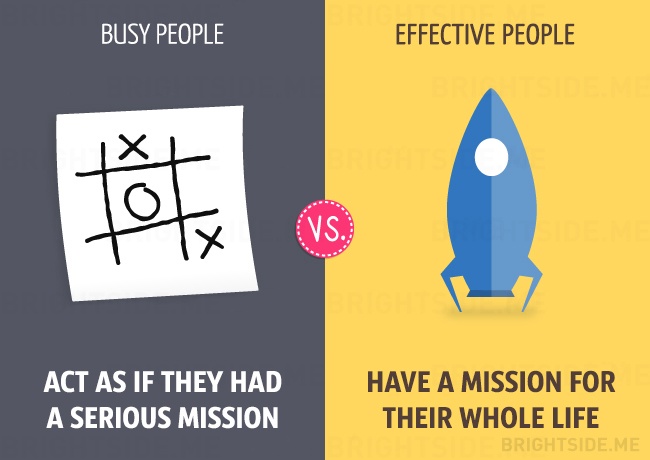 BUSY PEOPLE
EFFECTIVE PEOPLE
VS.
ACT AS IF THEY HAD
A SERIOUS MISSION
HAVE A MISSION FOR
THEIR WHOLE LIFE
BRIGHTSIDE.ME